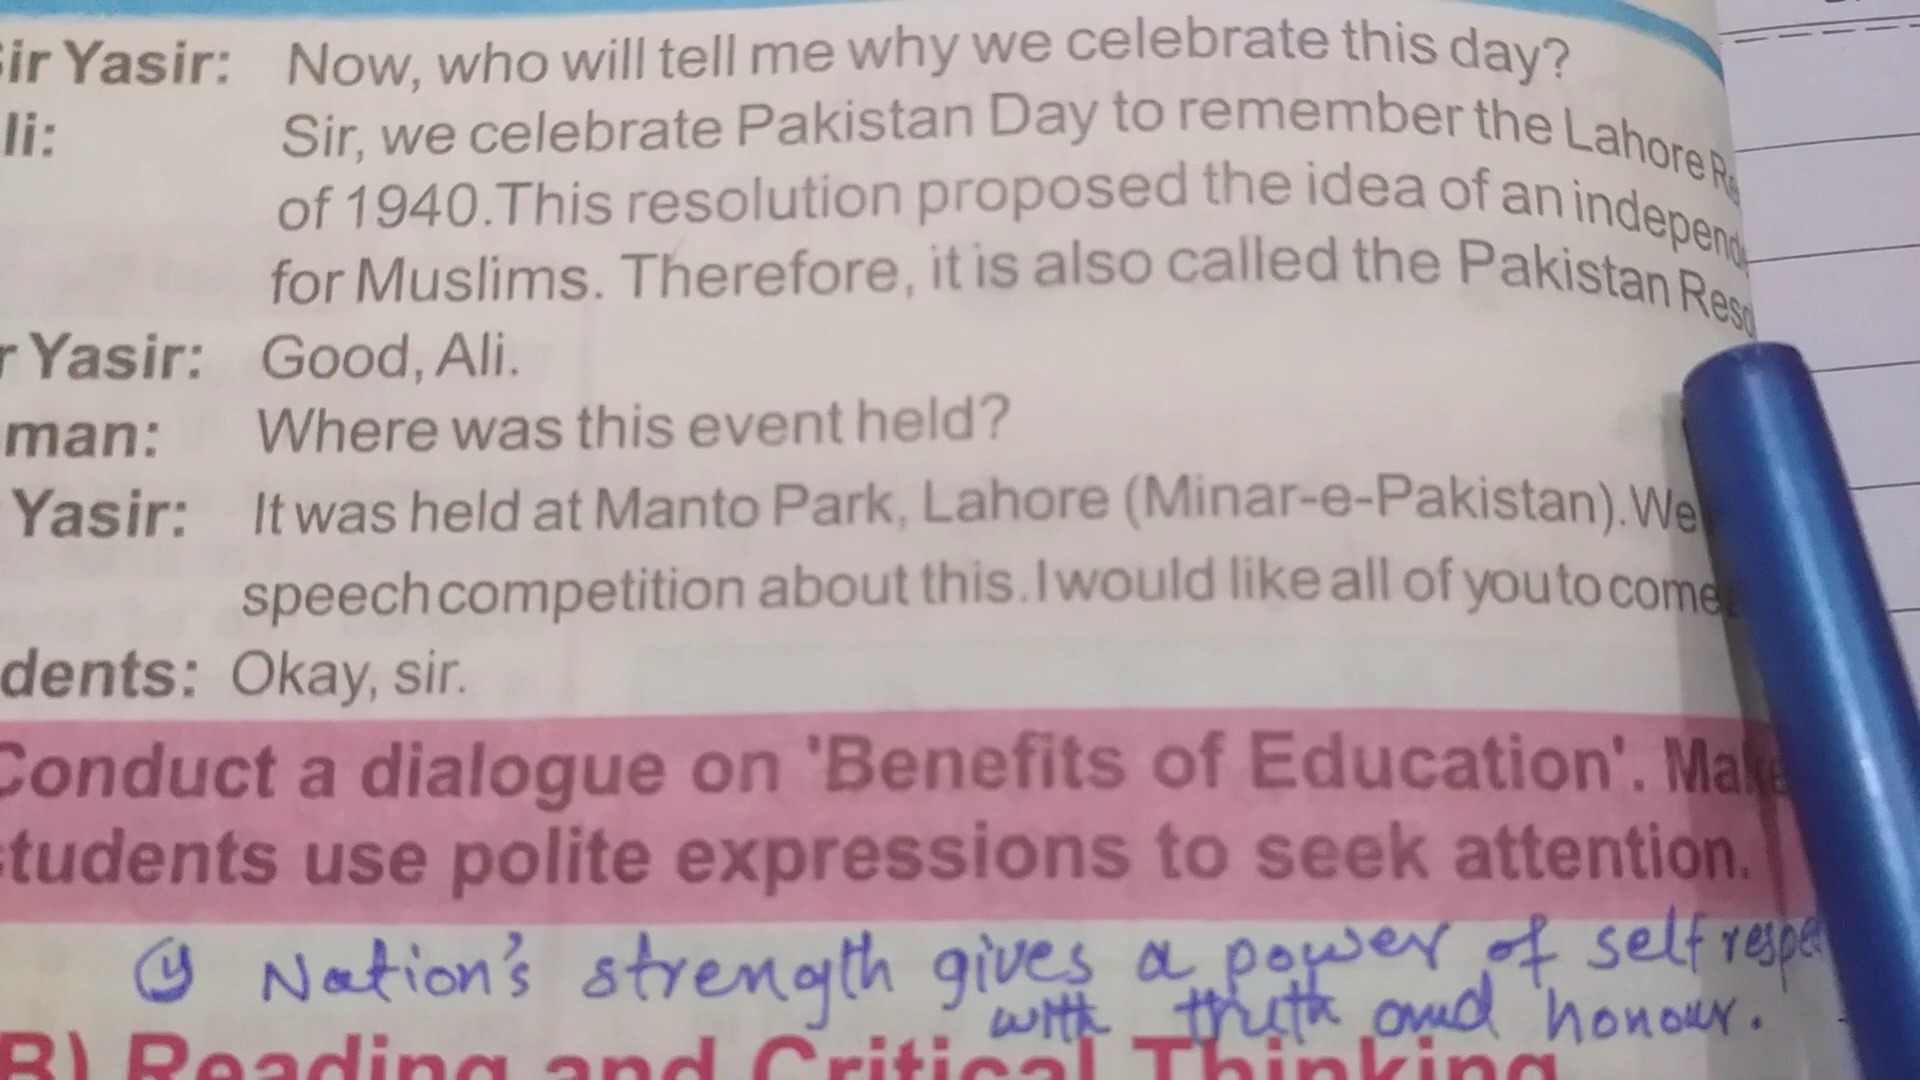 ir Yasir: Now, who will tell me why we celebrate this day?
li: Sir, we celebrate Pakistan Day to remember the Lahore
of 1940. This resolution proposed the idea of an
for Muslims. Therefore, it is also called the Pakistan
Yasir: Good, Ali.
man: Where was this event held?
Yasir: It was held at Manto Park, Lahore (Minar-e-Pakistan). We
speech competition about this. I would like all of you to come
dents: Okay, sir.
Conduct a dialogue on 'Benefits of Education'. Make
tudents use polite expressions to seek attention.
Nation's strength gives a power of self
with truth and honour.
B) Reading and Critical Thinking